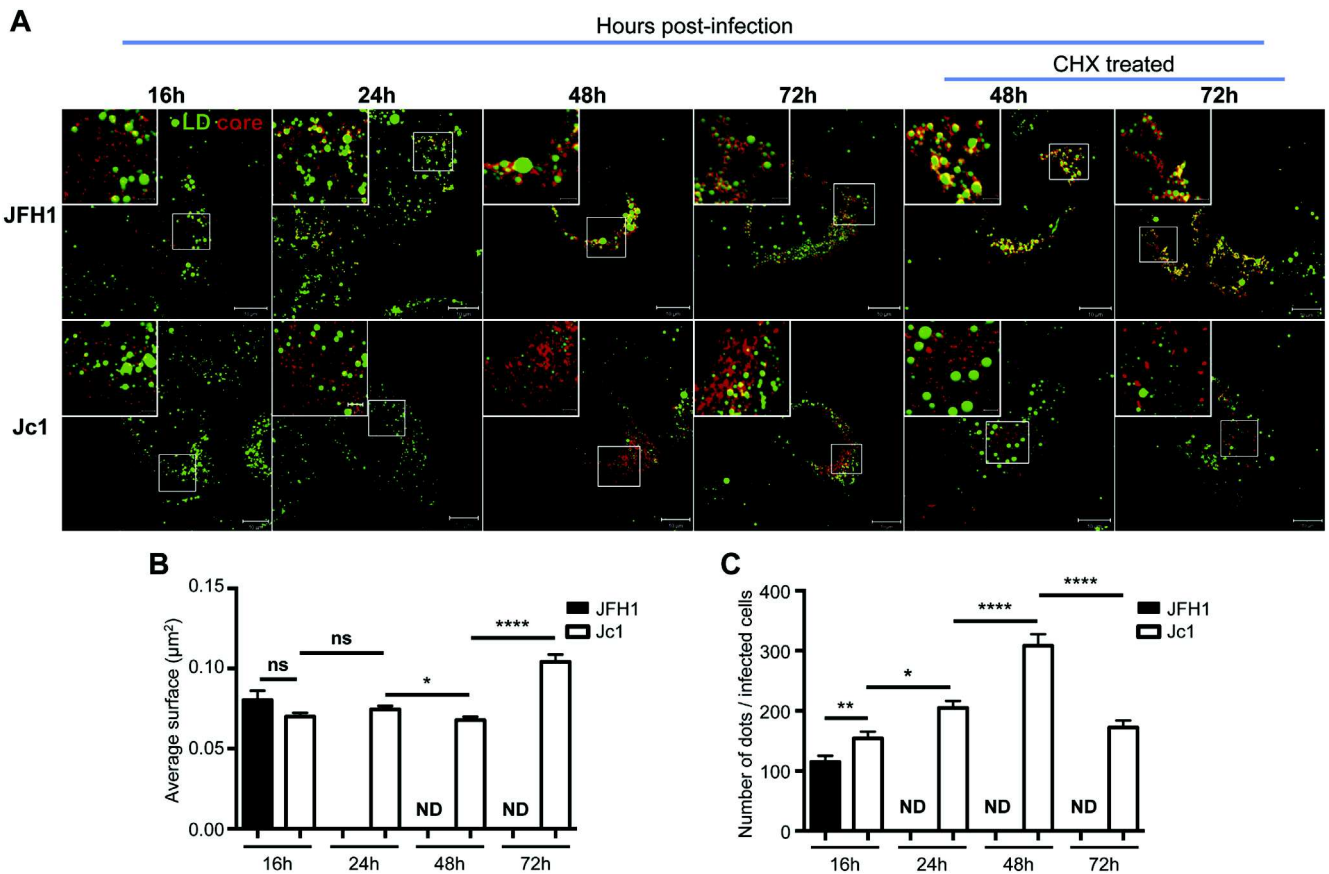 A
Hours post-infection
CHX treated
16h 24h 48h 72h 48h 72h
LD core
JFH1
Jc1
B
Average surface (µm²)
0.15
0.10
0.05
0.00
ns
ns
*
****
ND
ND
JFH1
Jc1
16h 24h 48h 72h
C
Number of dots / infected cells
400
300
200
100
0
**
*
****
****
ND
ND
ND
JFH1
Jc1
16h 24h 48h 72h